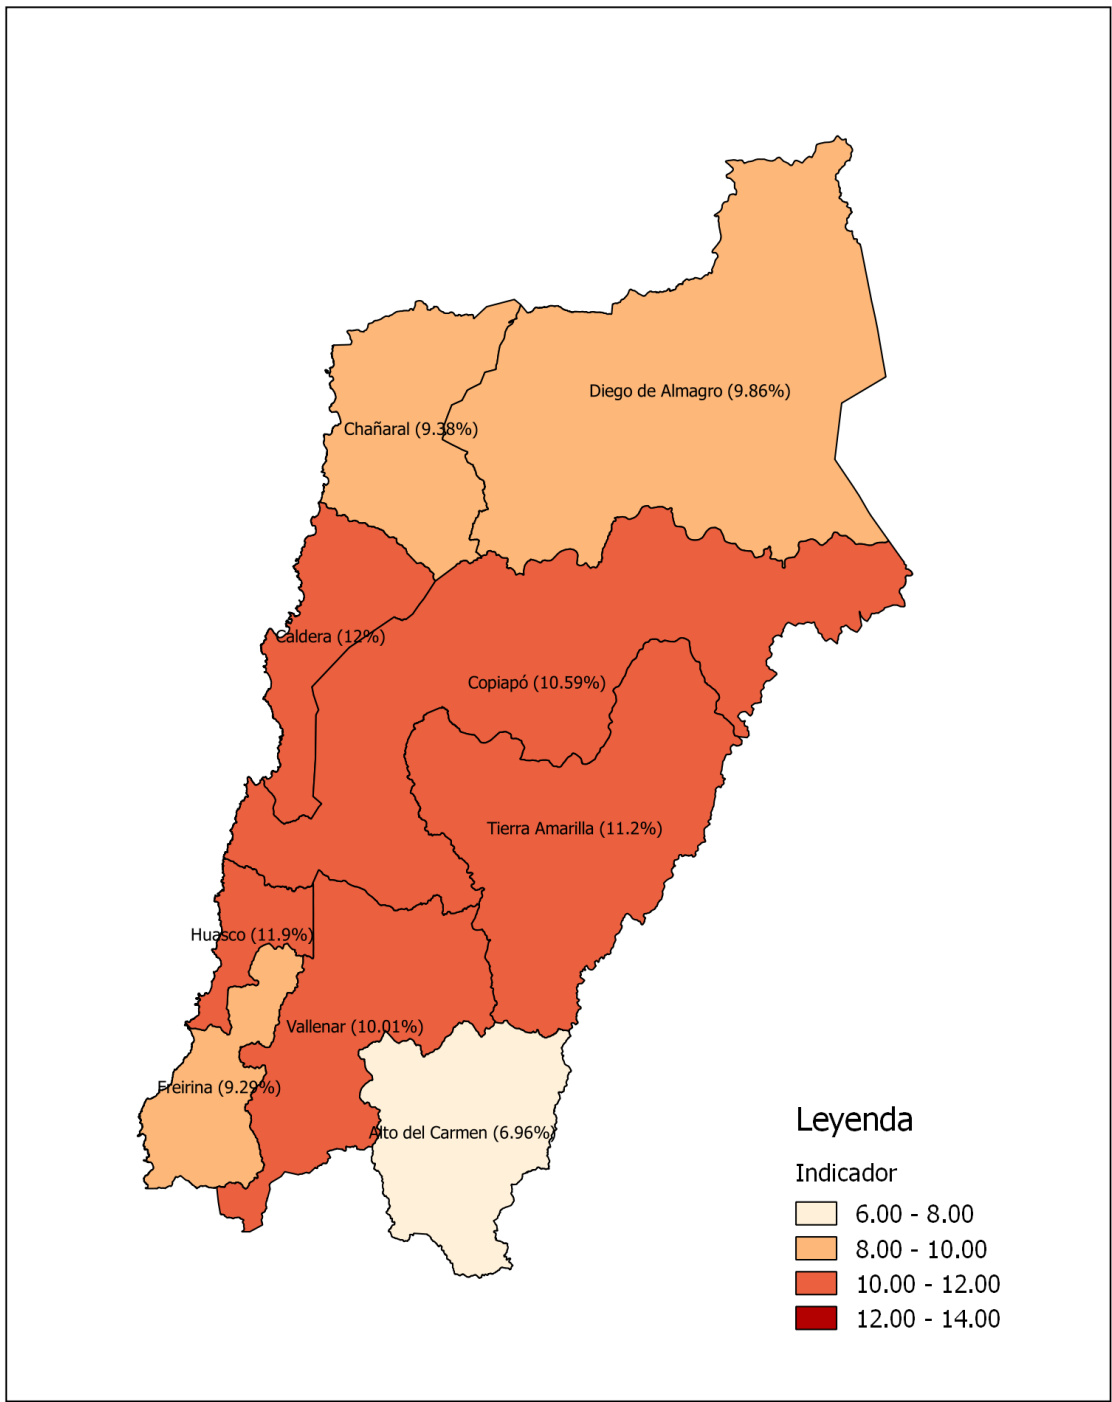 Diego de Almagro (9.86%)
Chañaral (9.38%)
Caldera (12%)
Copiapó (10.59%)
Tierra Amarilla (11.2%)
Huasco (11.9%)
Vallenar (10.01%)
Freirina (9.29%)
Alto del Carmen (6.96%)
Leyenda
Indicador
6.00 - 8.00
8.00 - 10.00
10.00 - 12.00
12.00 - 14.00